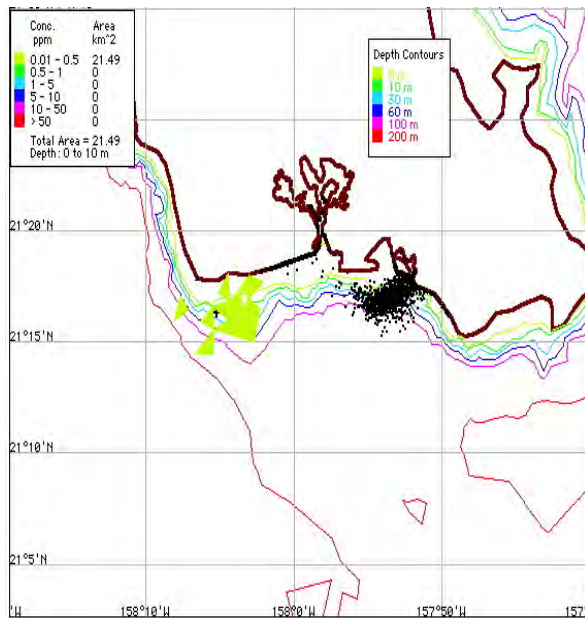 Conc. Area
ppm km^2
0.01 - 0.5 21.49
0.5 - 1 0
1 - 5 0
5 - 10 0
10 - 50 0
>50 0
Total Area = 21.49
Depth: 0 to 10 m
Depth Contours
10 m
30 m
60 m
100 m
200 m
21°20'N
21°15'N
21°10'N
21°5'N
'W
158°10'W
158°0'W
157°50'W
157